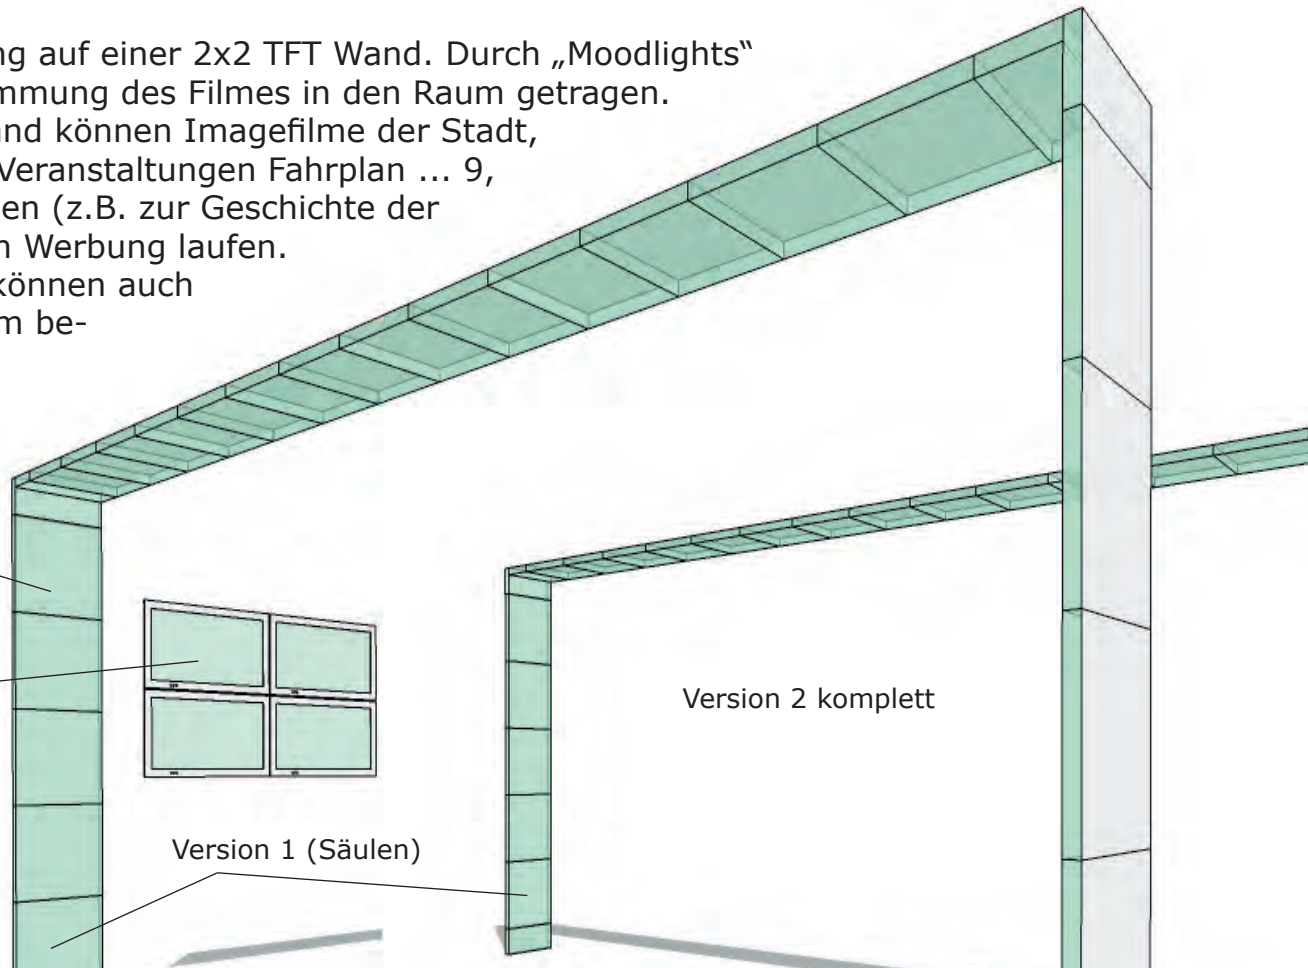 ng auf einer 2x2 TFT Wand. Durch „Moodlights“
mmung des Filmes in den Raum getragen.
and können Imagefilme der Stadt,
Veranstaltungen Fahrplan ... 9,
en (z.B. zur Geschichte der
n Werbung laufen.
können auch
m be-
Version 2 komplett
Version 1 (Säulen)